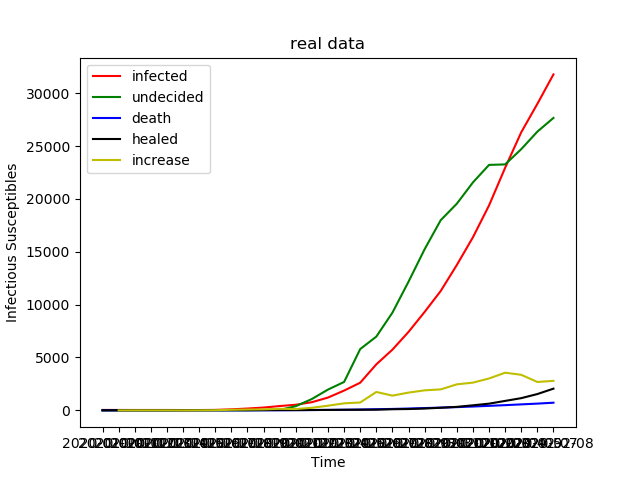 real data
infected
undecided
death
healed
increase
30000
25000
20000
15000
10000
5000
0
Infectious Susceptibles
Time